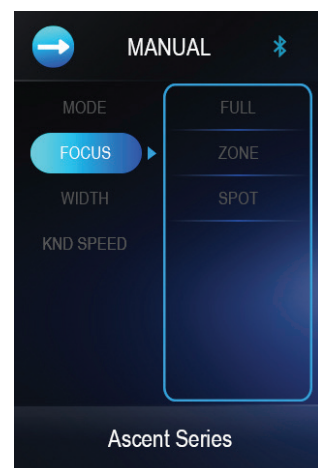 MANUAL
MODE
FULL
FOCUS
ZONE
WIDTH
SPOT
KND SPEED
Ascent Series